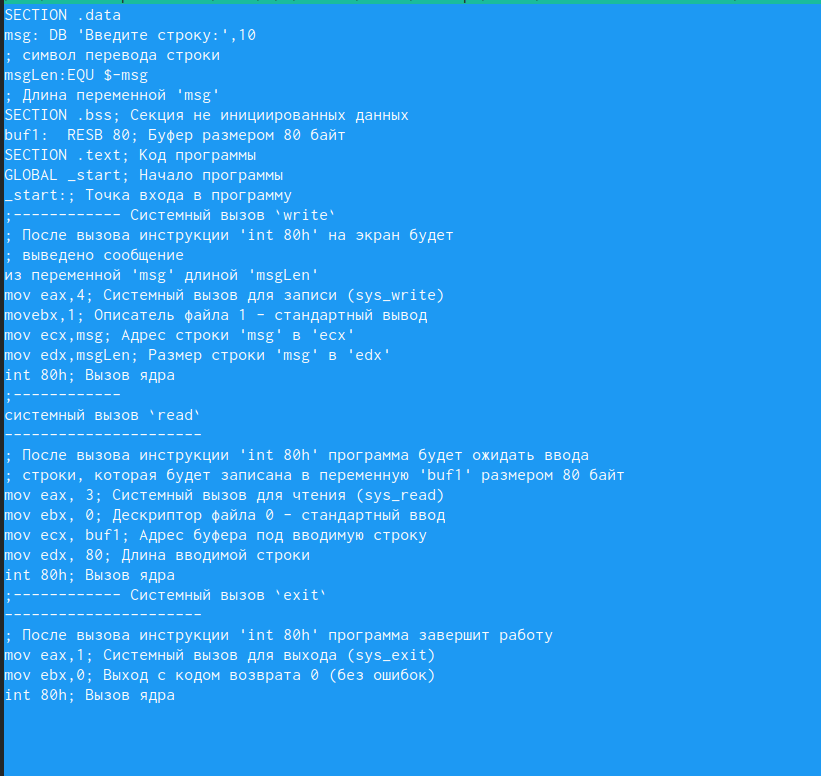 SECTION .data
msg: DB 'Введите строку:',10
; символ перевода строки
msgLen:EQU $-msg
; Длина переменной 'msg'
SECTION .bss; Секция не инициированных данных
buf1:  RESB 80; Буфер размером 80 байт
SECTION .text; Код программы
GLOBAL _start; Начало программы
_start:; Точка входа в программу
;------------ Системный вызов `write`
; После вызова инструкции 'int 80h' на экран будет
; выведено сообщение
из переменной 'msg' длиной 'msgLen'
mov eax,4; Системный вызов для записи (sys_write)
movebx,1; Описатель файла 1 - стандартный вывод
mov ecx,msg; Адрес строки 'msg' в 'ecx'
mov edx,msgLen; Размер строки 'msg' в 'edx'
int 80h; Вызов ядра
;------------
системный вызов `read`
----------------------
; После вызова инструкции 'int 80h' программа будет ожидать ввода
; строки, которая будет записана в переменную 'buf1' размером 80 байт
mov eax, 3; Системный вызов для чтения (sys_read)
mov ebx, 0; Дескриптор файла 0 - стандартный ввод
mov ecx, buf1; Адрес буфера под вводимую строку
mov edx, 80; Длина вводимой строки
int 80h; Вызов ядра
;------------ Системный вызов `exit`
----------------------
; После вызова инструкции 'int 80h' программа завершит работу
mov eax,1; Системный вызов для выхода (sys_exit)
mov ebx,0; Выход с кодом возврата 0 (без ошибок)
int 80h; Вызов ядра